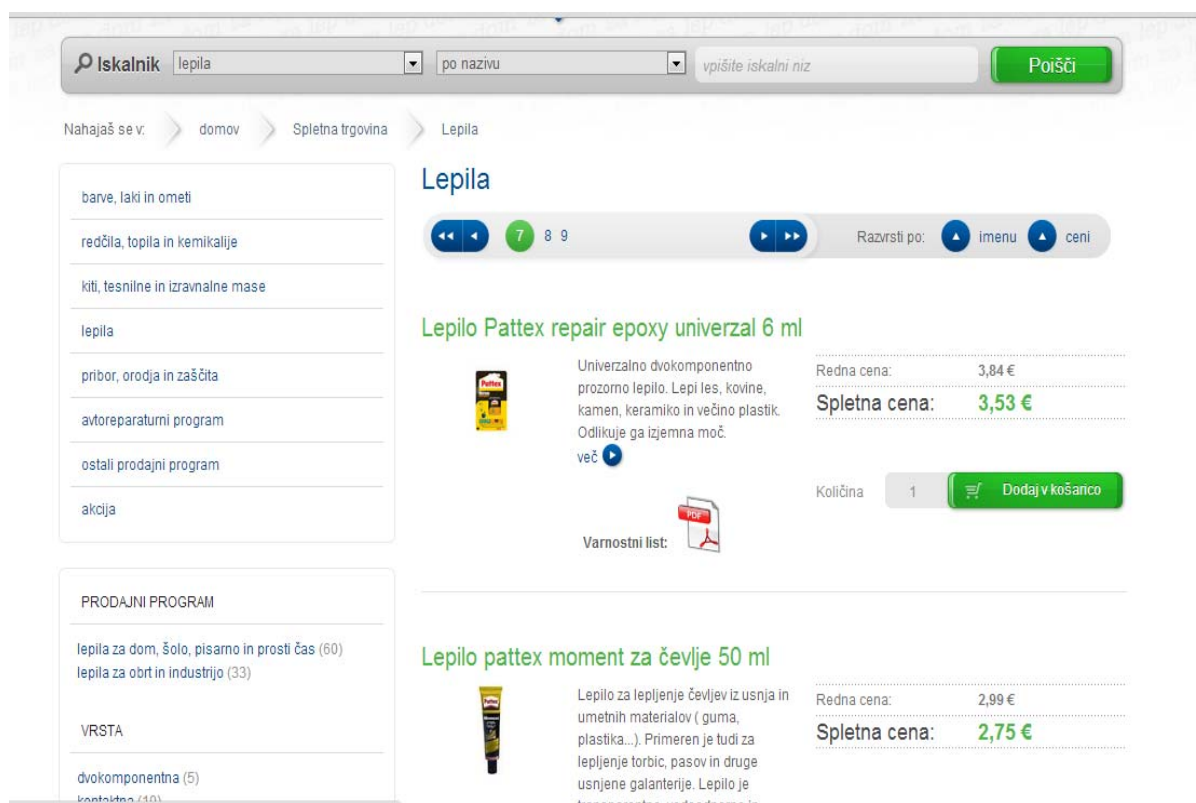 Iskalnik lepila po nazivu vpišite iskalni niz Poišči
Nahajaš se v: domov Spletna trgovina Lepila
barve, laki in ometi
redčila, topila in kemikalije
kiti, tesnilne in izravnalne mase
lepila
pribor, orodja in zaščita
avtoreparaturni program
ostali prodajni program
akcija
PRODAJNI PROGRAM
lepila za dom, šolo, pisarno in prosti čas (60)
lepila za obrt in industrijo (33)
VRSTA
dvokomponentna (5)
kontaktna (19)
Lepila
7 8 9 Razvrsti po: imenu ceni
Lepilo Pattex repair epoxy univerzal 6 ml
Pattex
Univerzalno dvokomponentno
prozorno lepilo. Lepi les, kovine,
kamen, keramiko in večino plastik.
Odlikuje ga izjemna moč.
več
Varnostni list: PDF
Redna cena: 3,84 €
Spletna cena: 3,53 €
Količina 1 Dodaj v košarico
Lepilo pattex moment za čevlje 50 ml
Pattex
Lepilo za lepljenje čevljev iz usnja in
umetnih materialov ( guma,
plastika...). Primeren je tudi za
lepljenje torbic, pasov in druge
usnjene galanterije. Lepilo je
Redna cena: 2,99 €
Spletna cena: 2,75 €